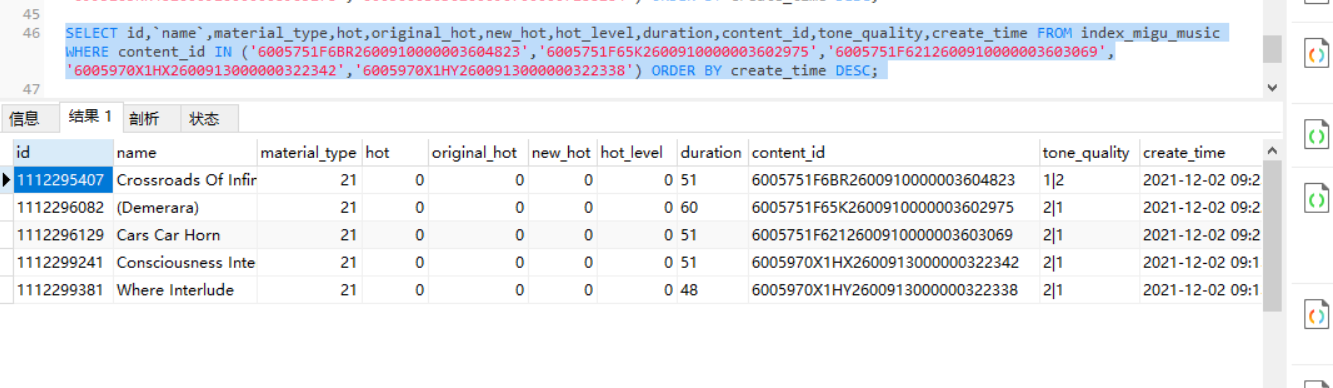 45
46 SELECT id,`name`,material_type,hot,original_hot,new_hot,hot_level,duration,content_id,tone_quality,create_time FROM index_migu_music
WHERE content_id IN ('6005751F6BR2600910000003604823','6005751F65K2600910000003602975','6005751F6212600910000003603069',
'6005970X1HX2600913000000322342','6005970X1HY2600913000000322338') ORDER BY create_time DESC;
47
信息 结果 1 剖析 状态
id name material_type hot original_hot new_hot hot_level duration content_id tone_quality create_time
1112295407 Crossroads Of Infir 21 0 0 0 0 51 6005751F6BR2600910000003604823 1|2 2021-12-02 09:2
1112296082 (Demerara) 21 0 0 0 0 60 6005751F65K2600910000003602975 2|1 2021-12-02 09:2
1112296129 Cars Car Horn 21 0 0 0 0 51 6005751F6212600910000003603069 2|1 2021-12-02 09:2
1112299241 Consciousness Inte 21 0 0 0 0 51 6005970X1HX2600913000000322342 2|1 2021-12-02 09:1
1112299381 Where Interlude 21 0 0 0 0 48 6005970X1HY2600913000000322338 2|1 2021-12-02 09:1